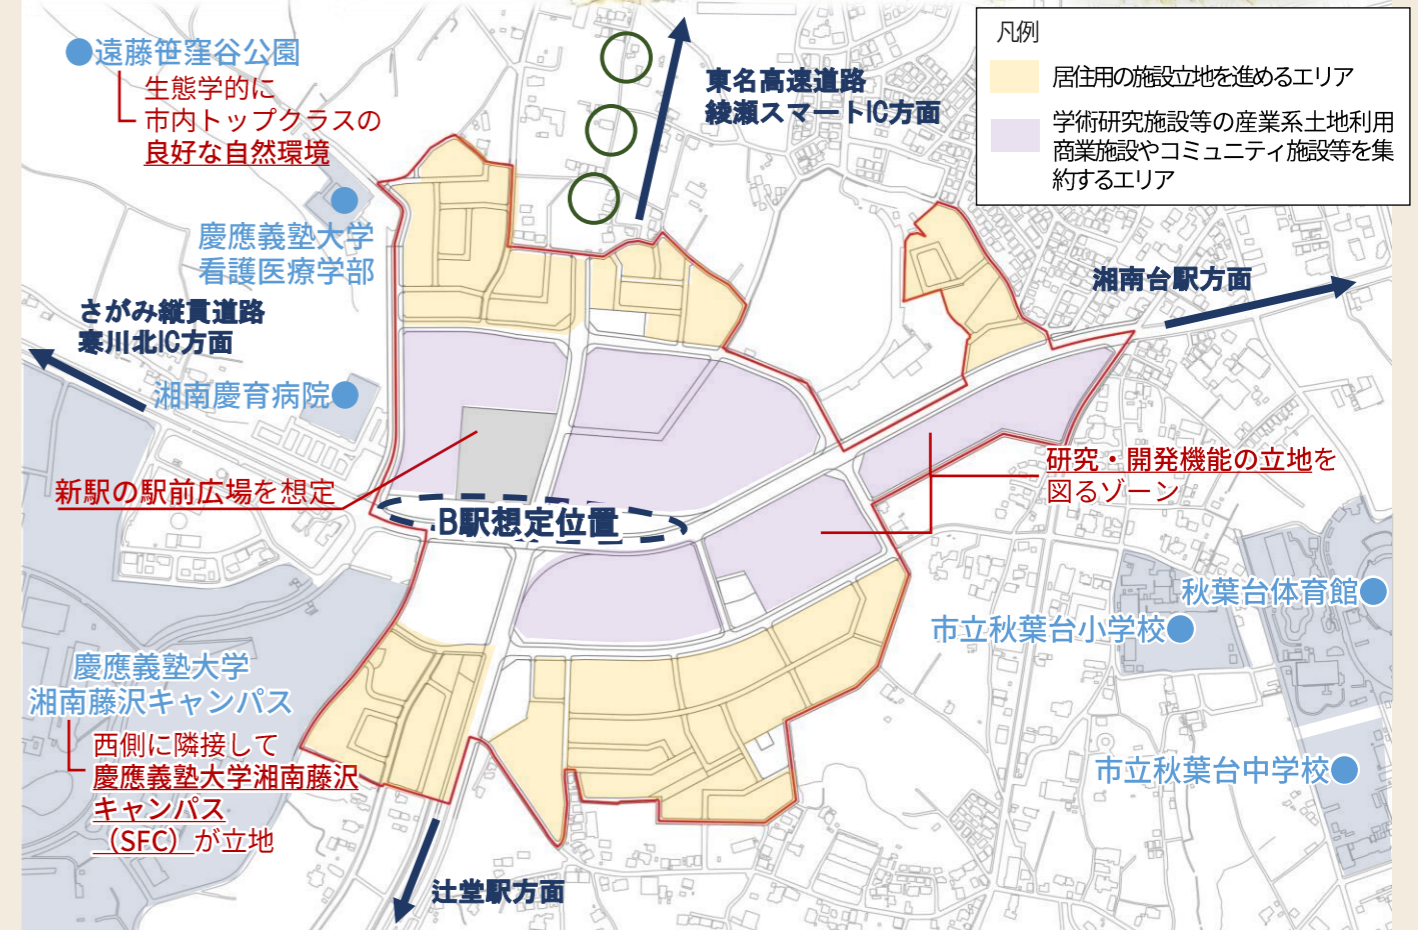 凡例
居住用の施設立地を進めるエリア
学術研究施設等の産業系土地利用
商業施設やコミュニティ施設等を集
約するエリア
●遠藤笹窪谷公園
生態学的に
市内トップクラスの
良好な自然環境
東名高速道路
綾瀬スマートIC方面
慶應義塾大学
看護医療学部
さがみ縦貫道路
寒川北IC方面
湘南台駅方面
湘南慶育病院●
新駅の駅前広場を想定
B駅想定位置
研究・開発機能の立地を
図るゾーン
秋葉台体育館●
市立秋葉台小学校●
慶應義塾大学
湘南藤沢キャンパス
西側に隣接して
慶應義塾大学湘南藤沢
キャンパス
（SFC）が立地
市立秋葉台中学校●
辻堂駅方面